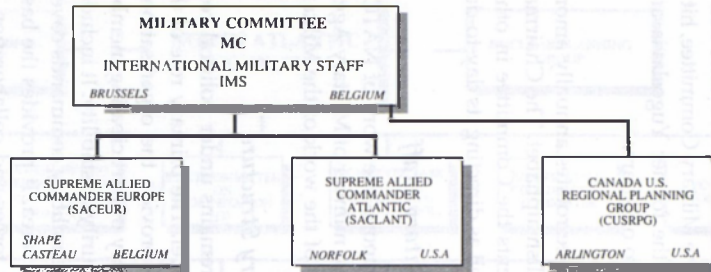 MILITARY COMMITTEE
MC
INTERNATIONAL MILITARY STAFF
IMS
BRUSSELS BELGIUM
SUPREME ALLIED
COMMANDER EUROPE
(SACEUR)
SHAPE
CASTEAU BELGIUM
SUPREME ALLIED
COMMANDER
ATLANTIC
(SACLANT)
NORFOLK U.S.A
CANADA U.S.
REGIONAL PLANNING
GROUP
(CUSRPG)
ARLINGTON U.S.A